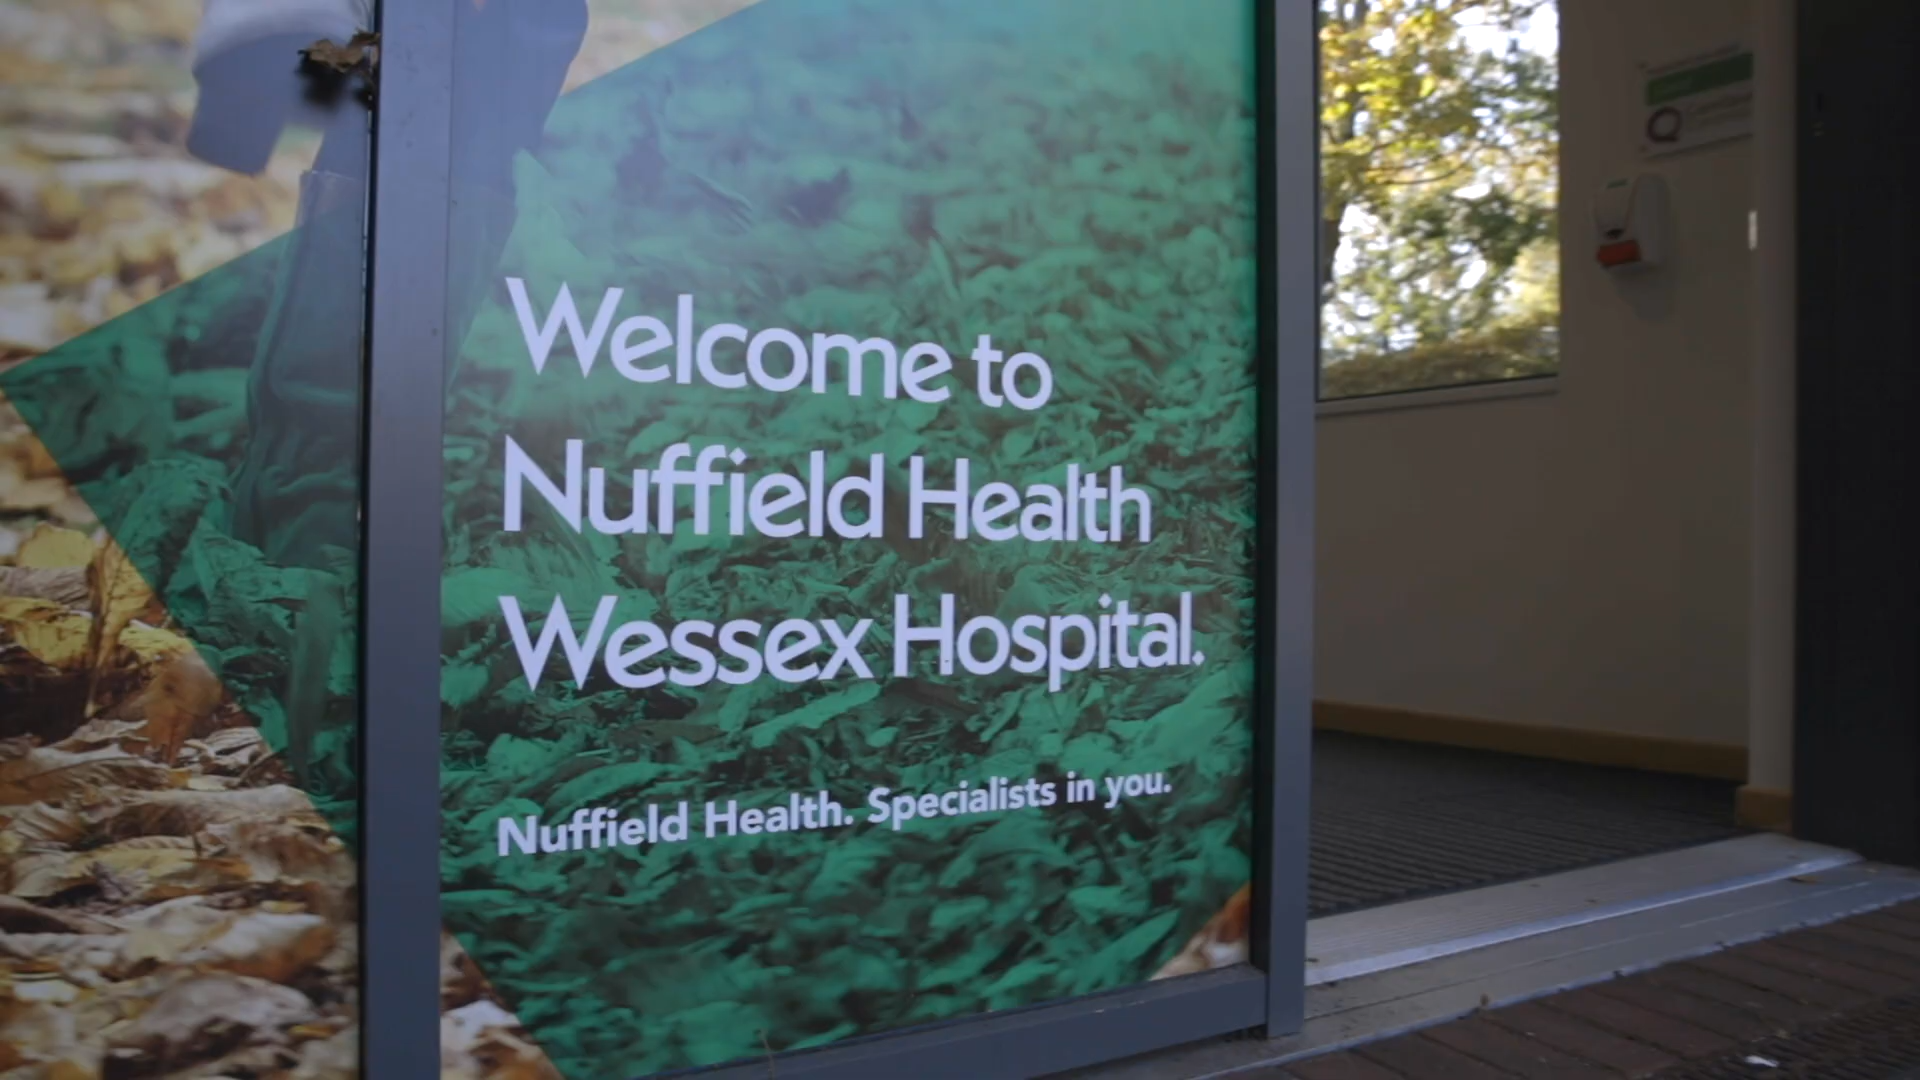 Welcome to
Nuffield Health
Wessex Hospital.
Nuffield Health. Specialists in you.